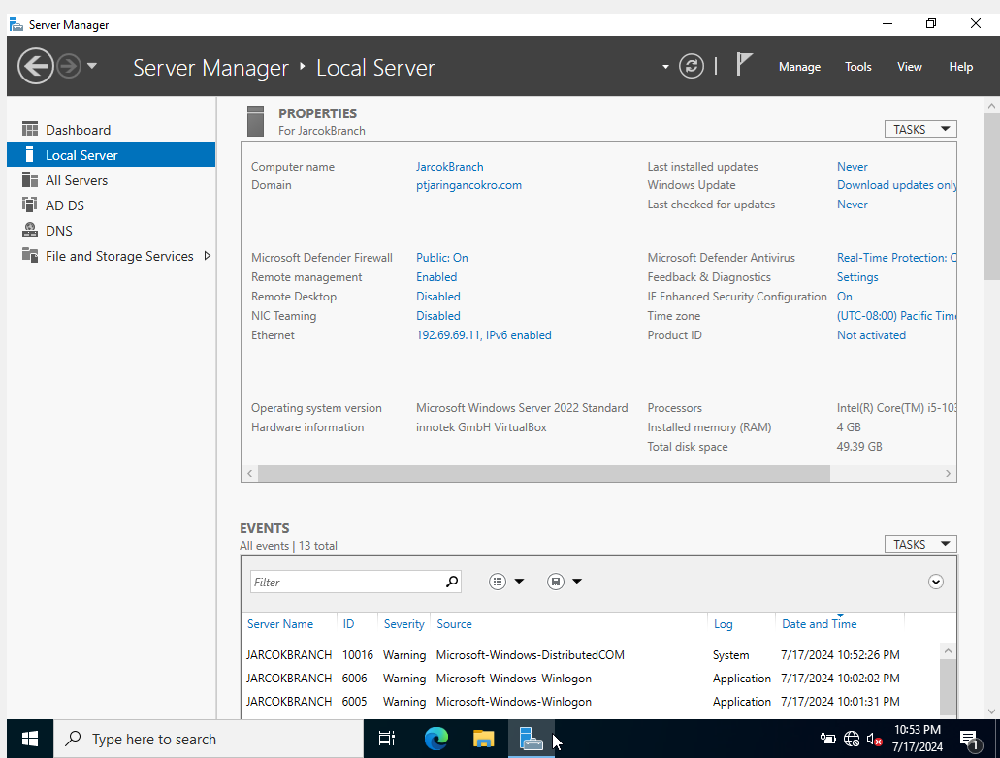 Server Manager
Server Manager • Local Server
Manage Tools View Help
Dashboard
Local Server
All Servers
AD DS
DNS
File and Storage Services
PROPERTIES
For JarcokBranch
TASKS
Computer name JarcokBranch Last installed updates Never
Domain ptjaringancokro.com Windows Update Download updates only
Last checked for updates Never
Microsoft Defender Firewall Public: On Microsoft Defender Antivirus Real-Time Protection: O
Remote management Enabled Feedback & Diagnostics Settings
Remote Desktop Disabled IE Enhanced Security Configuration On
NIC Teaming Disabled Time zone (UTC-08:00) Pacific Time
Ethernet 192.69.69.11, IPv6 enabled Product ID Not activated
Operating system version Microsoft Windows Server 2022 Standard Processors Intel(R) Core(TM) i5-103
Hardware information innotek GmbH VirtualBox Installed memory (RAM) 4 GB
Total disk space 49.39 GB
EVENTS
All events | 13 total
TASKS
Filter
Server Name ID Severity Source Log Date and Time
JARCOKBRANCH 10016 Warning Microsoft-Windows-DistributedCOM System 7/17/2024 10:52:26 PM
JARCOKBRANCH 6006 Warning Microsoft-Windows-Winlogon Application 7/17/2024 10:02:02 PM
JARCOKBRANCH 6005 Warning Microsoft-Windows-Winlogon Application 7/17/2024 10:01:31 PM
Type here to search
10:53 PM
7/17/2024
1